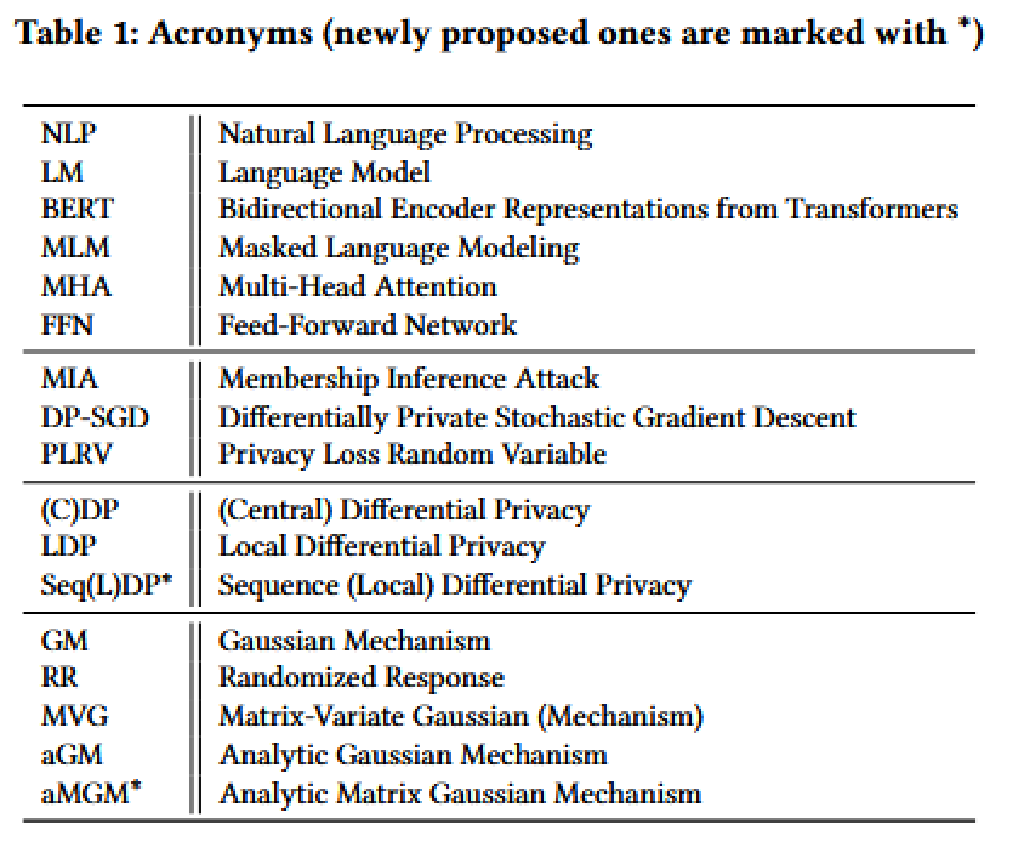 Table 1: Acronyms (newly proposed ones are marked with *)
NLP Natural Language Processing
LM Language Model
BERT Bidirectional Encoder Representations from Transformers
MLM Masked Language Modeling
MHA Multi-Head Attention
FFN Feed-Forward Network
MIA Membership Inference Attack
DP-SGD Differentially Private Stochastic Gradient Descent
PLRV Privacy Loss Random Variable
(C)DP (Central) Differential Privacy
LDP Local Differential Privacy
Seq(L)DP* Sequence (Local) Differential Privacy
GM Gaussian Mechanism
RR Randomized Response
MVG Matrix-Variate Gaussian (Mechanism)
aGM Analytic Gaussian Mechanism
aMGM* Analytic Matrix Gaussian Mechanism